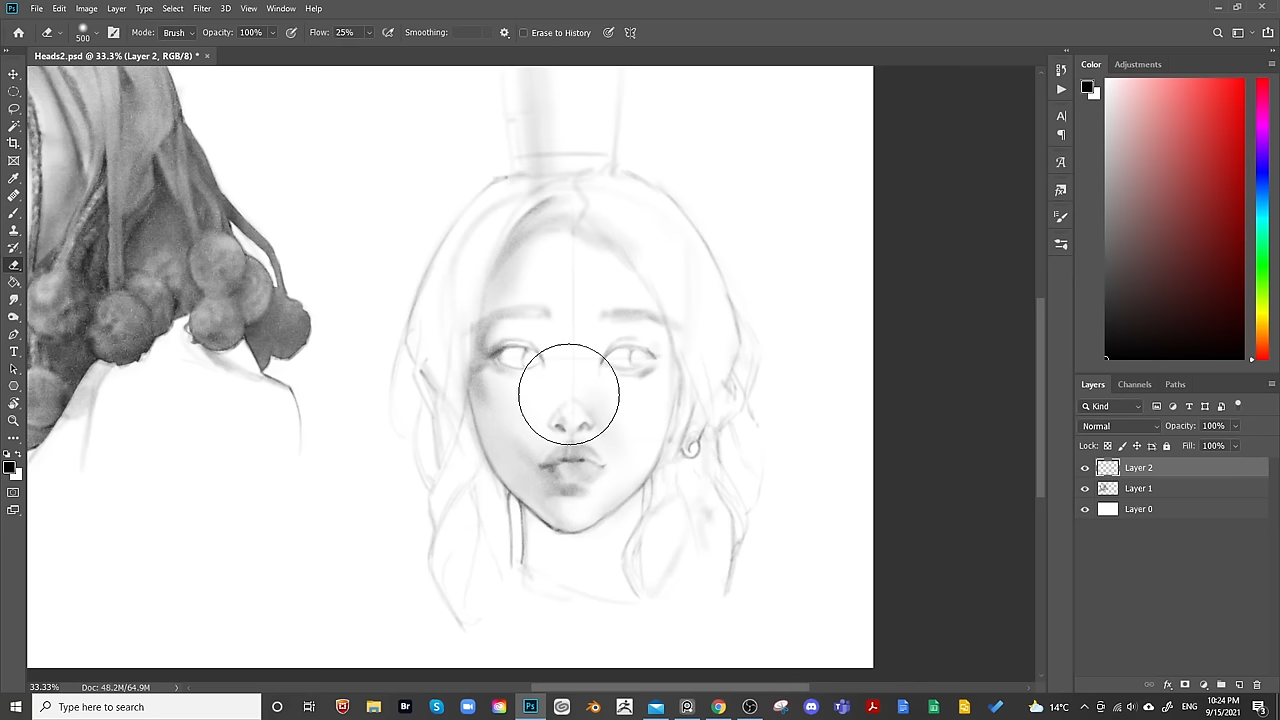 File Edit Image Layer Type Select Filter 3D View Window Help
500 Mode: Brush Opacity: 100% Flow: 25% Smoothing: Erase to History
Heads2.psd @ 33.3% (Layer 2, RGB/8) *
Color Adjustments
Layers Channels Paths
Kind
Normal Opacity: 100%
Lock: Fill: 100%
Layer 2
Layer 1
Layer 0
33.33% Doc: 48.2M/64.9M
Type here to search
14°C ENG 10:24 PM
9/15/2021